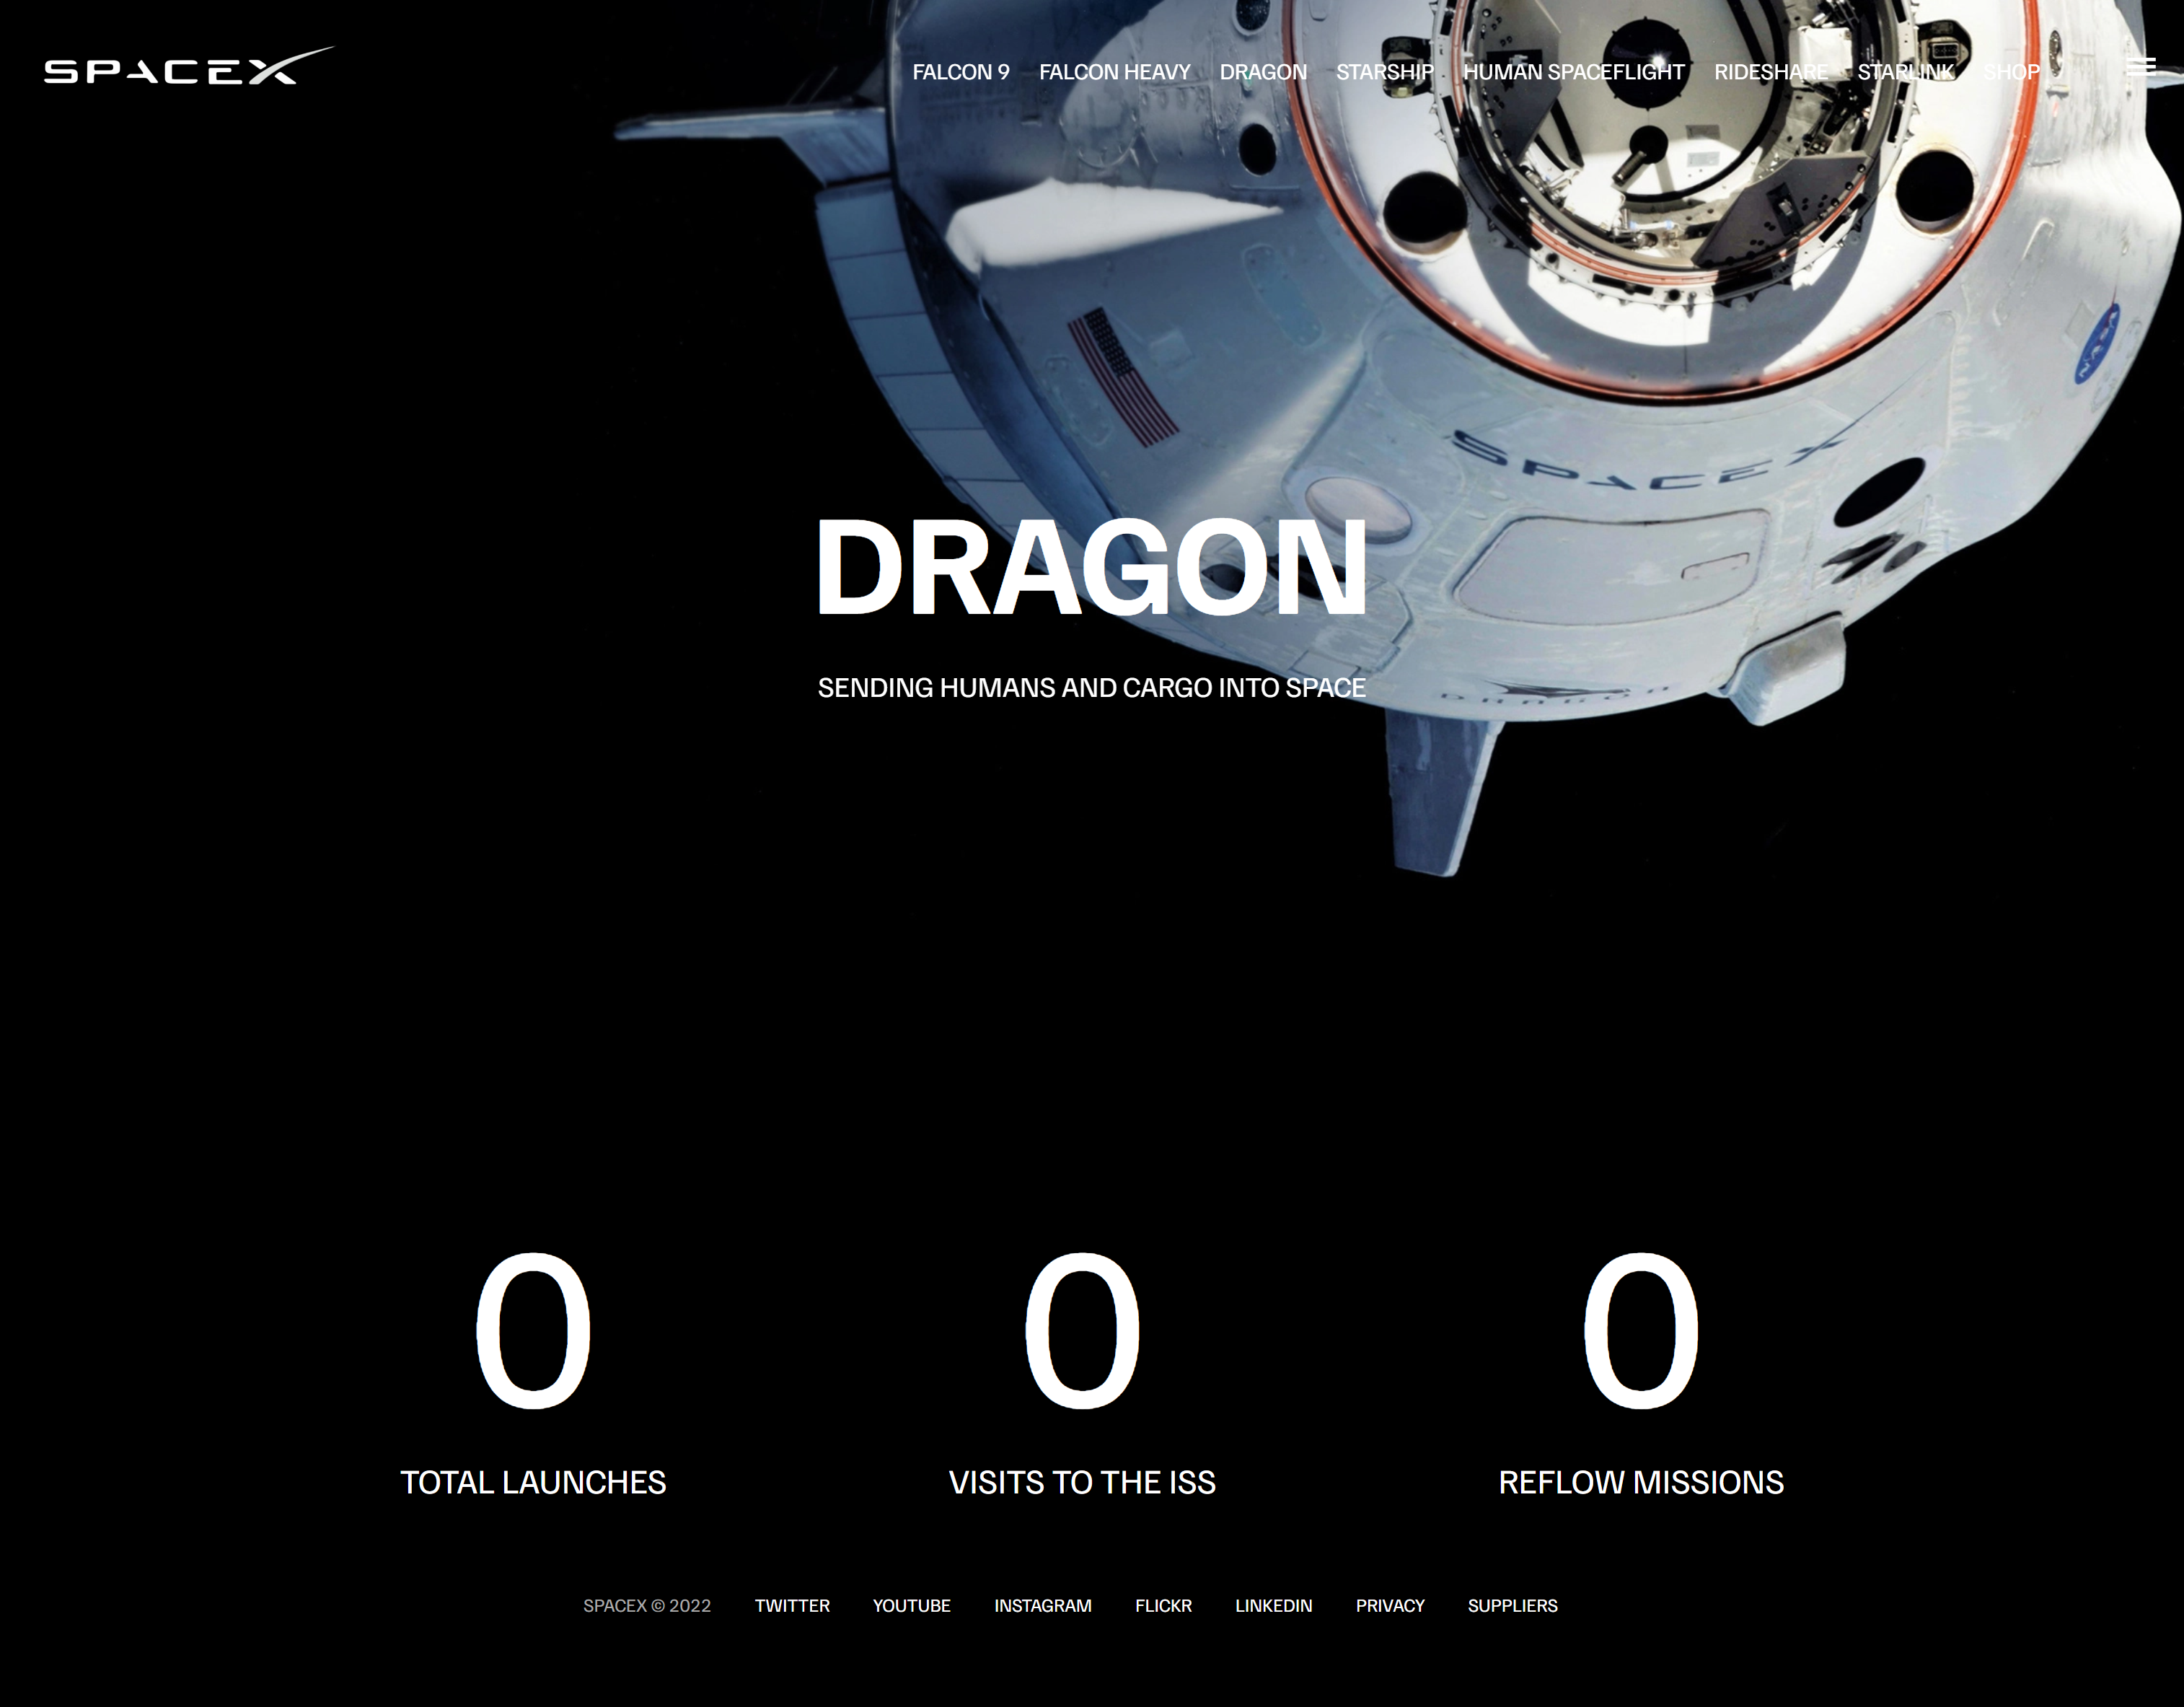 SPACEX
FALCON 9 FALCON HEAVY DRAGON STARSHIP HUMAN SPACEFLIGHT RIDESHARE STARLINK SHOP
NASA
SPACEX
DRAGON
SENDING HUMANS AND CARGO INTO SPACE
DRAGON
0 0 0
TOTAL LAUNCHES VISITS TO THE ISS REFLOW MISSIONS
SPACEX © 2022 TWITTER YOUTUBE INSTAGRAM FLICKR LINKEDIN PRIVACY SUPPLIERS